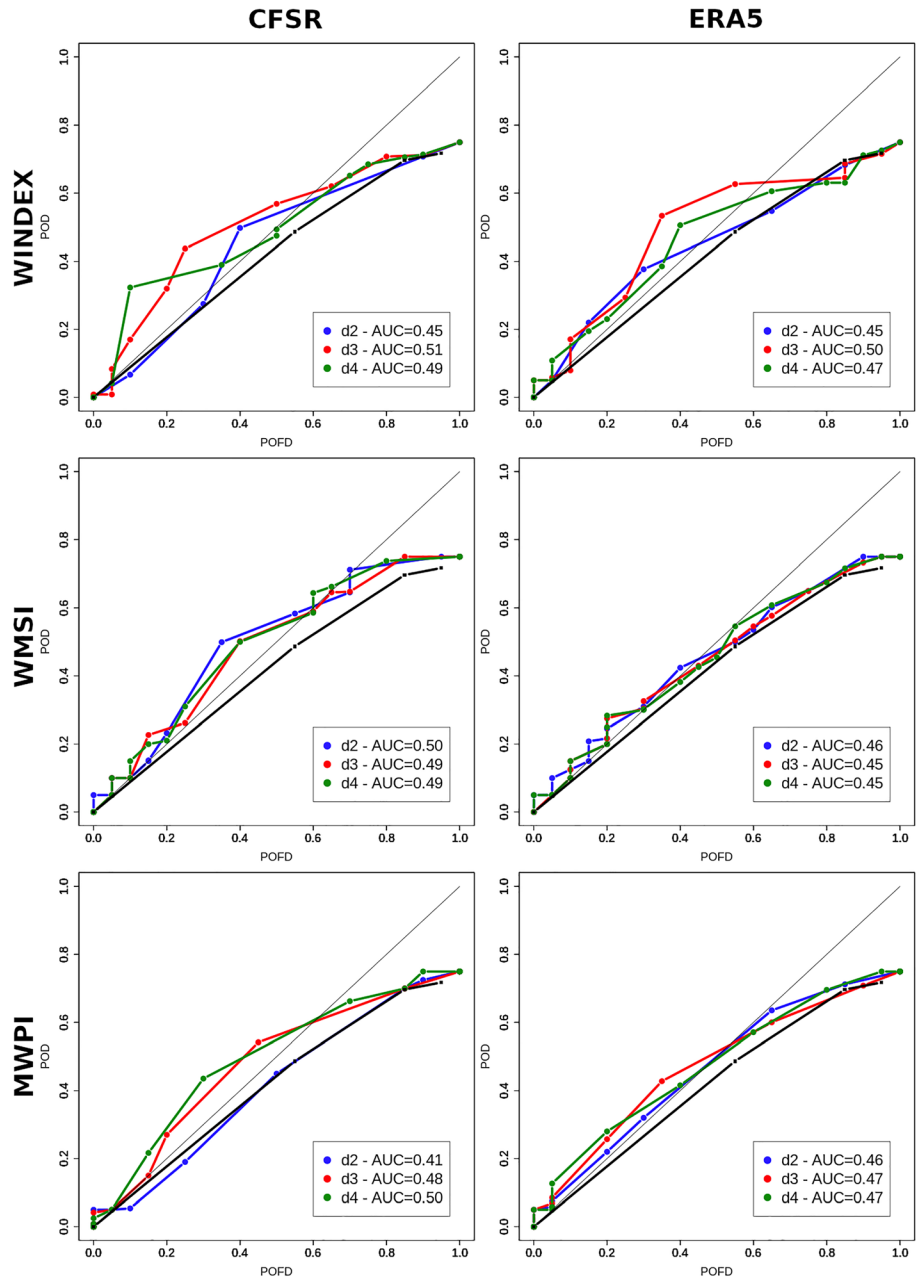 CFSR
ERA5
WINDEX
POD
0.0 0.2 0.4 0.6 0.8 1.0
d2 - AUC=0.45
d3 - AUC=0.51
d4 - AUC=0.49
0.0 0.2 0.4 0.6 0.8 1.0
POFD
POD
0.0 0.2 0.4 0.6 0.8 1.0
d2 - AUC=0.45
d3 - AUC=0.50
d4 - AUC=0.47
0.0 0.2 0.4 0.6 0.8 1.0
POFD
WMSI
POD
0.0 0.2 0.4 0.6 0.8 1.0
d2 - AUC=0.50
d3 - AUC=0.49
d4 - AUC=0.49
0.0 0.2 0.4 0.6 0.8 1.0
POFD
POD
0.0 0.2 0.4 0.6 0.8 1.0
d2 - AUC=0.46
d3 - AUC=0.45
d4 - AUC=0.45
0.0 0.2 0.4 0.6 0.8 1.0
POFD
MWPI
POD
0.0 0.2 0.4 0.6 0.8 1.0
d2 - AUC=0.41
d3 - AUC=0.48
d4 - AUC=0.50
0.0 0.2 0.4 0.6 0.8 1.0
POFD
POD
0.0 0.2 0.4 0.6 0.8 1.0
d2 - AUC=0.46
d3 - AUC=0.47
d4 - AUC=0.47
0.0 0.2 0.4 0.6 0.8 1.0
POFD